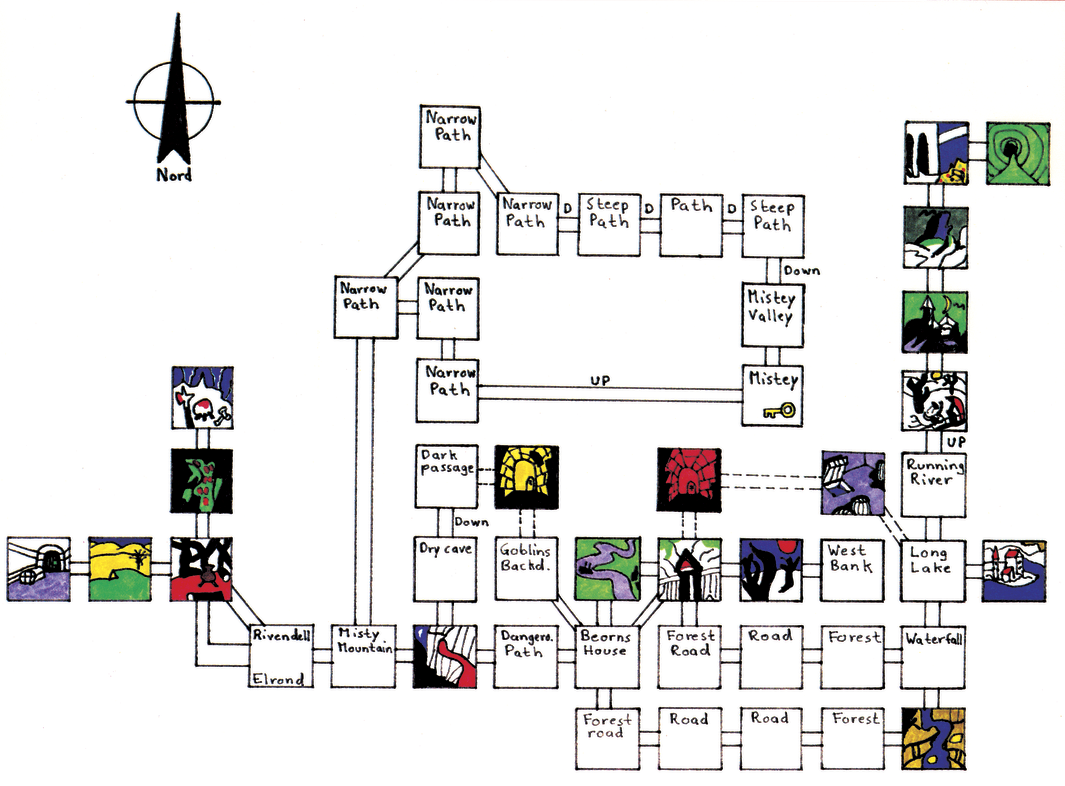 Nord
Narrow
Path
Narrow
Path
Narrow
Path
D
Steep
Path
D
Path
D
Steep
Path
Down
Narrow
Path
Narrow
Path
Mistey
Valley
Narrow
Path
UP
Mistey
UP
Dark
passage
Running
River
Down
Dry cave
Goblins
Backd.
West
Bank
Long
Lake
Rivendell
Elrond
Misty
Mountain
Dangero.
Path
Beorns
House
Forest
Road
Road
Forest
Waterfall
Forest
road
Road
Road
Forest